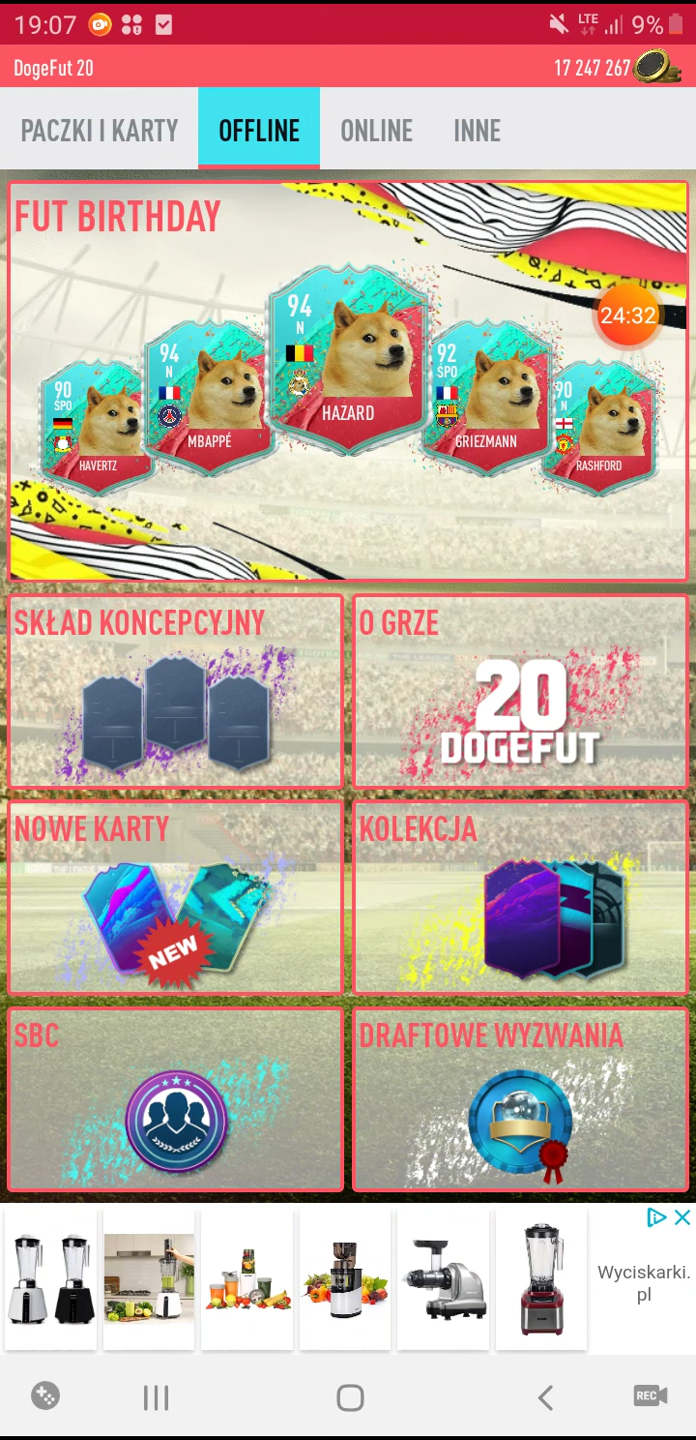 19:07
LTE
9%
DogeFut 20
17 247 267
PACZKI I KARTY
OFFLINE
ONLINE
INNE
FUT BIRTHDAY
24:32
94
N
HAZARD
94
N
MBAPPÉ
92
ŚPO
GRIEZMANN
90
ŚPO
HAVERTZ
90
N
RASHFORD
SKŁAD KONCEPCYJNY
O GRZE
20
DOGEFUT
NOWE KARTY
NEW
KOLEKCJA
SBC
DRAFTOWE WYZWANIA
Wyciskarki.
pl
REC